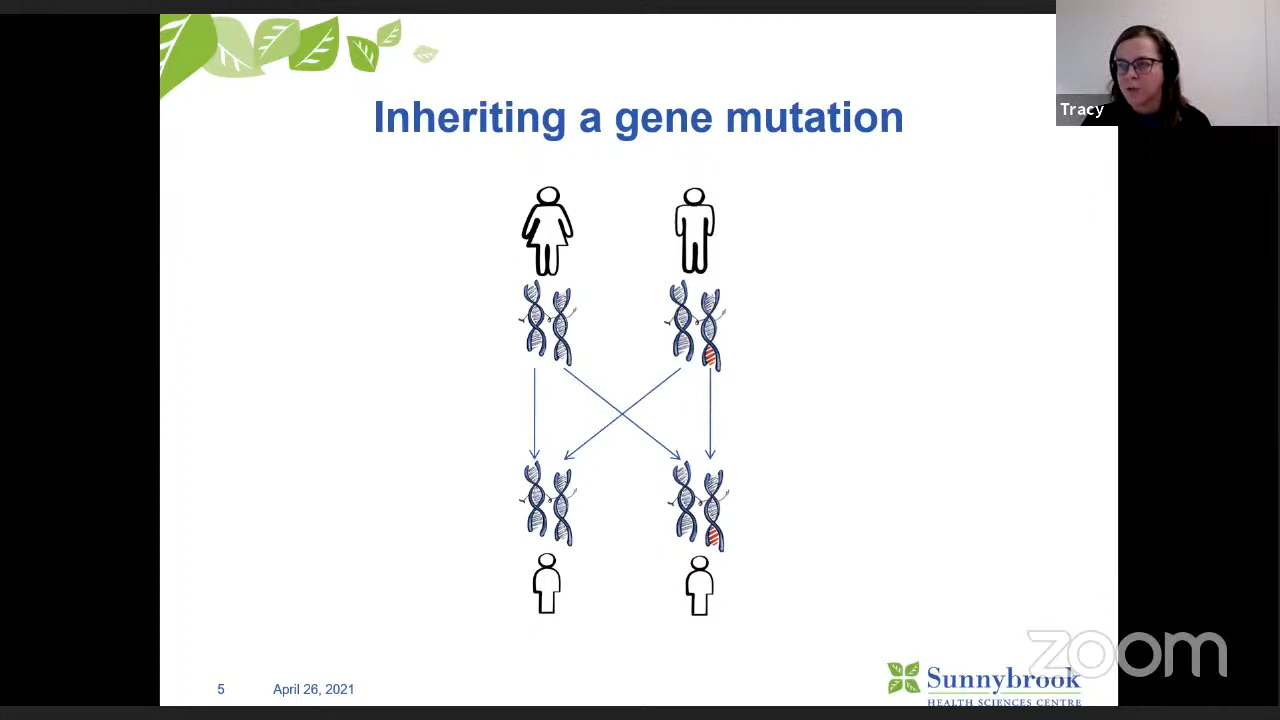 Inheriting a gene mutation
Tracy
5
April 26, 2021
zoom
Sunnybrook
HEALTH SCIENCES CENTRE